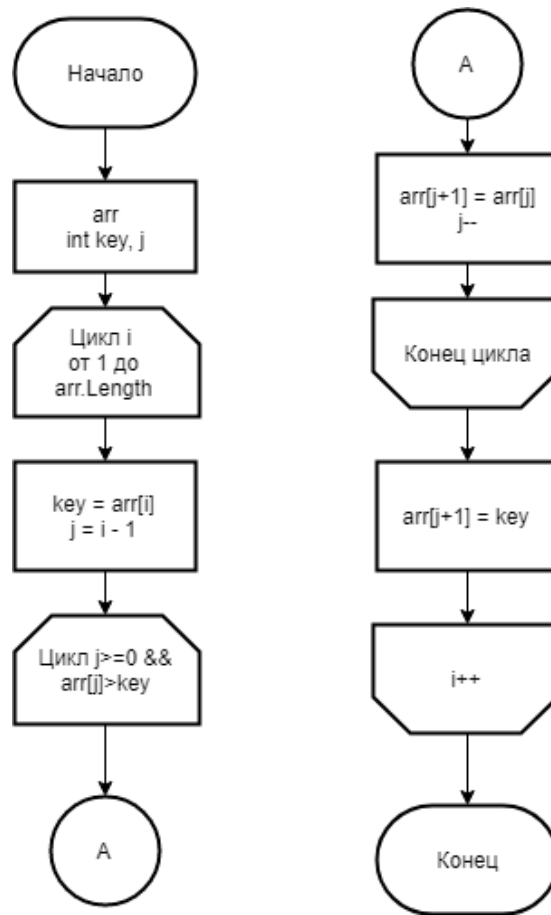 Начало
arr
int key, j
Цикл i
от 1 до
arr.Length
key = arr[i]
j = i - 1
Цикл j>=0 &&
arr[j]>key
A
A
arr[j+1] = arr[j]
j--
Конец цикла
arr[j+1] = key
i++
Конец